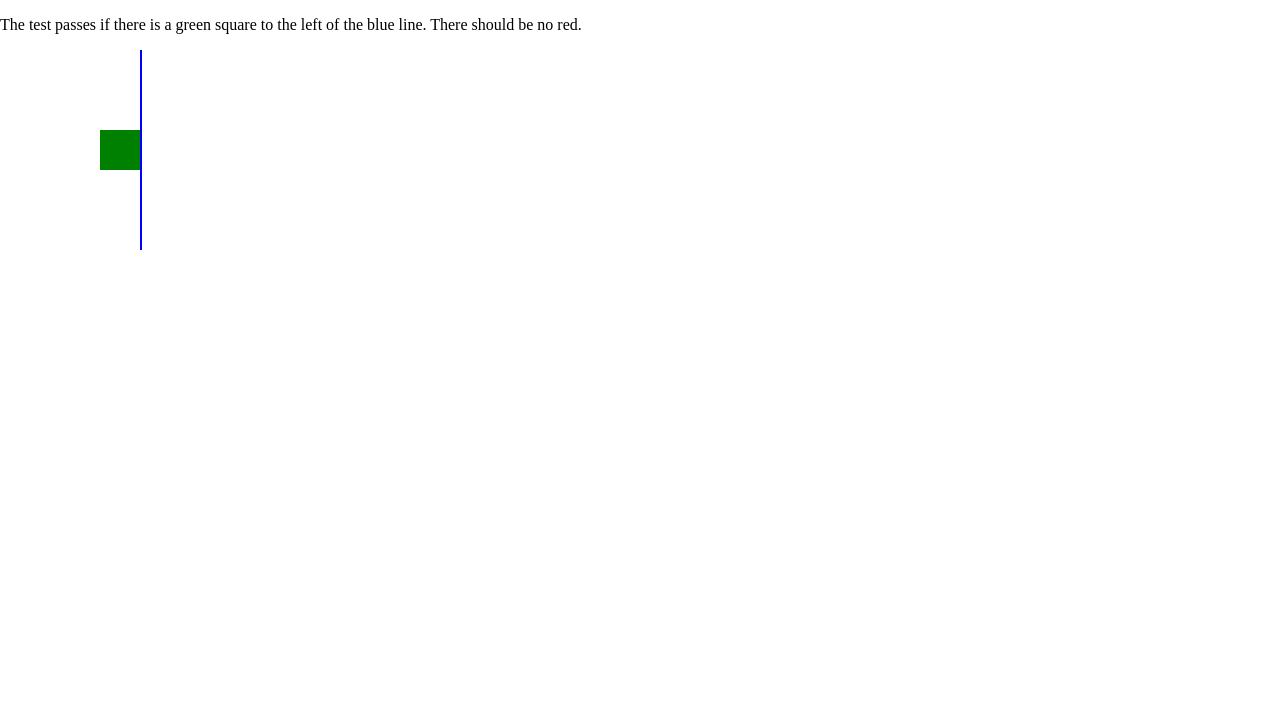 The test passes if there is a green square to the left of the blue line. There should be no red.